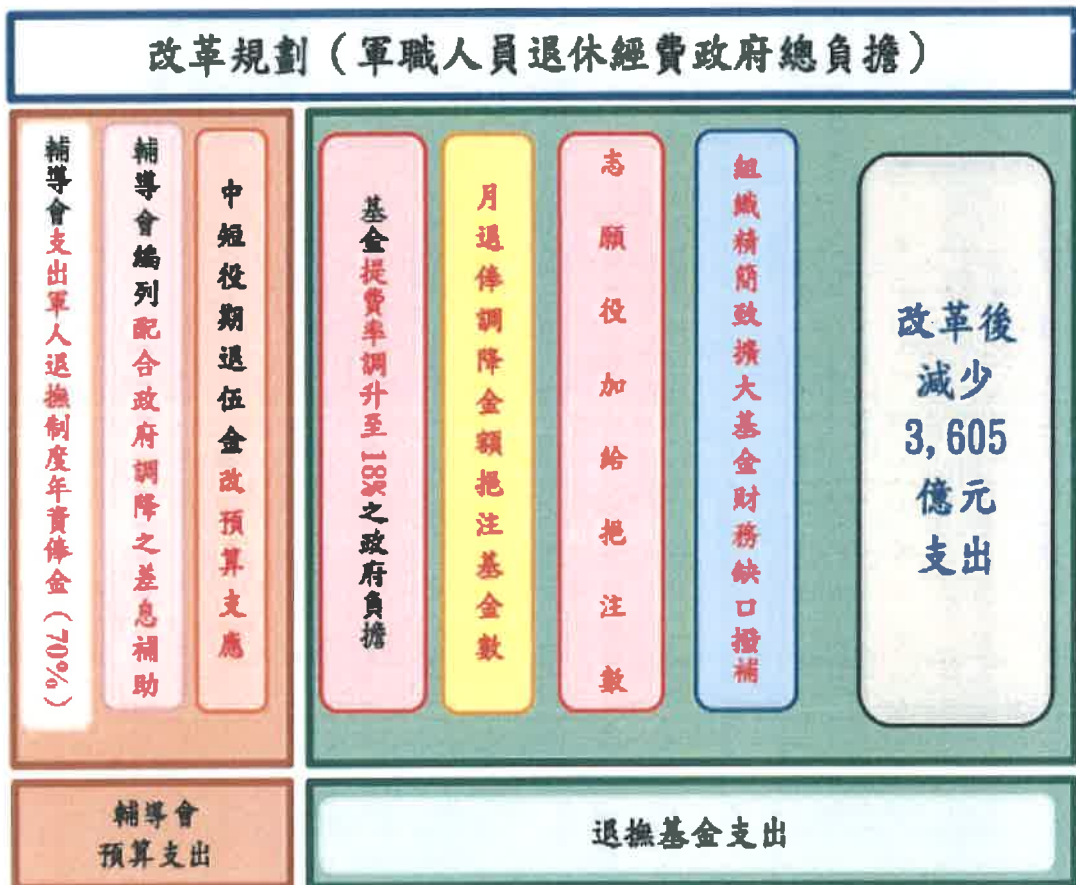 改革規劃（軍職人員退休經費政府總負擔）
輔導會支出軍人退撫制度年資俸金（70%）
輔導會編列配合政府調降之差息補助
中短役期退伍金改預算支應
基金提費率調升至18%之政府負擔
月退俸調降金額挹注基金數
志願役加給挹注數
組織精簡致擴大基金財務缺口撥補
改革後
減少
3,605
億元
支出
輔導會
預算支出
退撫基金支出